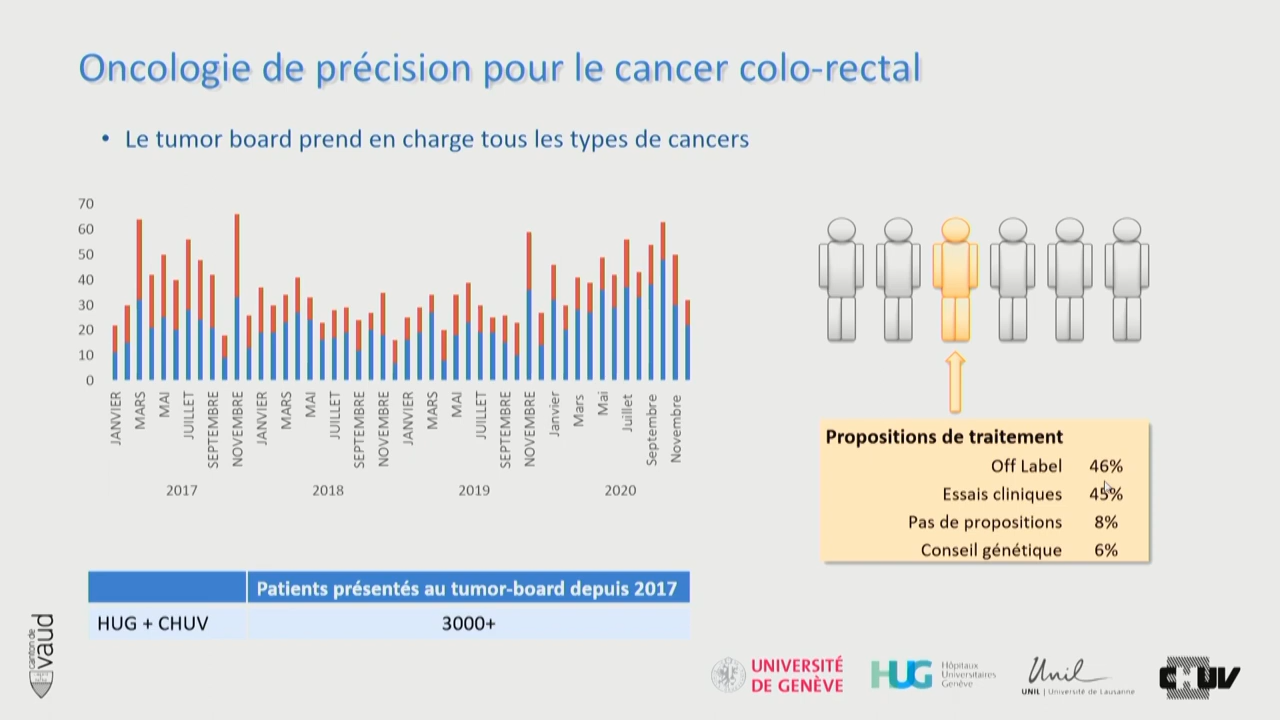 Oncologie de précision pour le cancer colo-rectal
• Le tumor board prend en charge tous les types de cancers
70
60
50
40
30
20
10
0
JANVIER
MARS
MAI
JUILLET
SEPTEMBRE
NOVEMBRE
JANVIER
MARS
MAI
JUILLET
SEPTEMBRE
NOVEMBRE
JANVIER
MARS
MAI
JUILLET
SEPTEMBRE
NOVEMBRE
Janvier
Mars
Mai
Juillet
Septembre
Novembre
2017 2018 2019 2020
Propositions de traitement
Off Label 46%
Essais cliniques 45%
Pas de propositions 8%
Conseil génétique 6%
Patients présentés au tumor-board depuis 2017
HUG + CHUV 3000+
canton de
vaud
UNIVERSITÉ
DE GENÈVE
HUG
Hôpitaux
Universitaires
Genève
Unil
UNIL | Université de Lausanne
CHUV